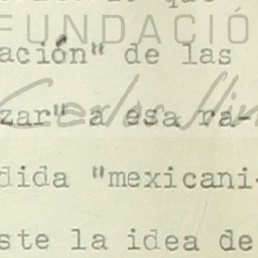 FUNDACIÓ
ación" de las
zar" a esa ra-
dida "mexicani-
ste la idea de